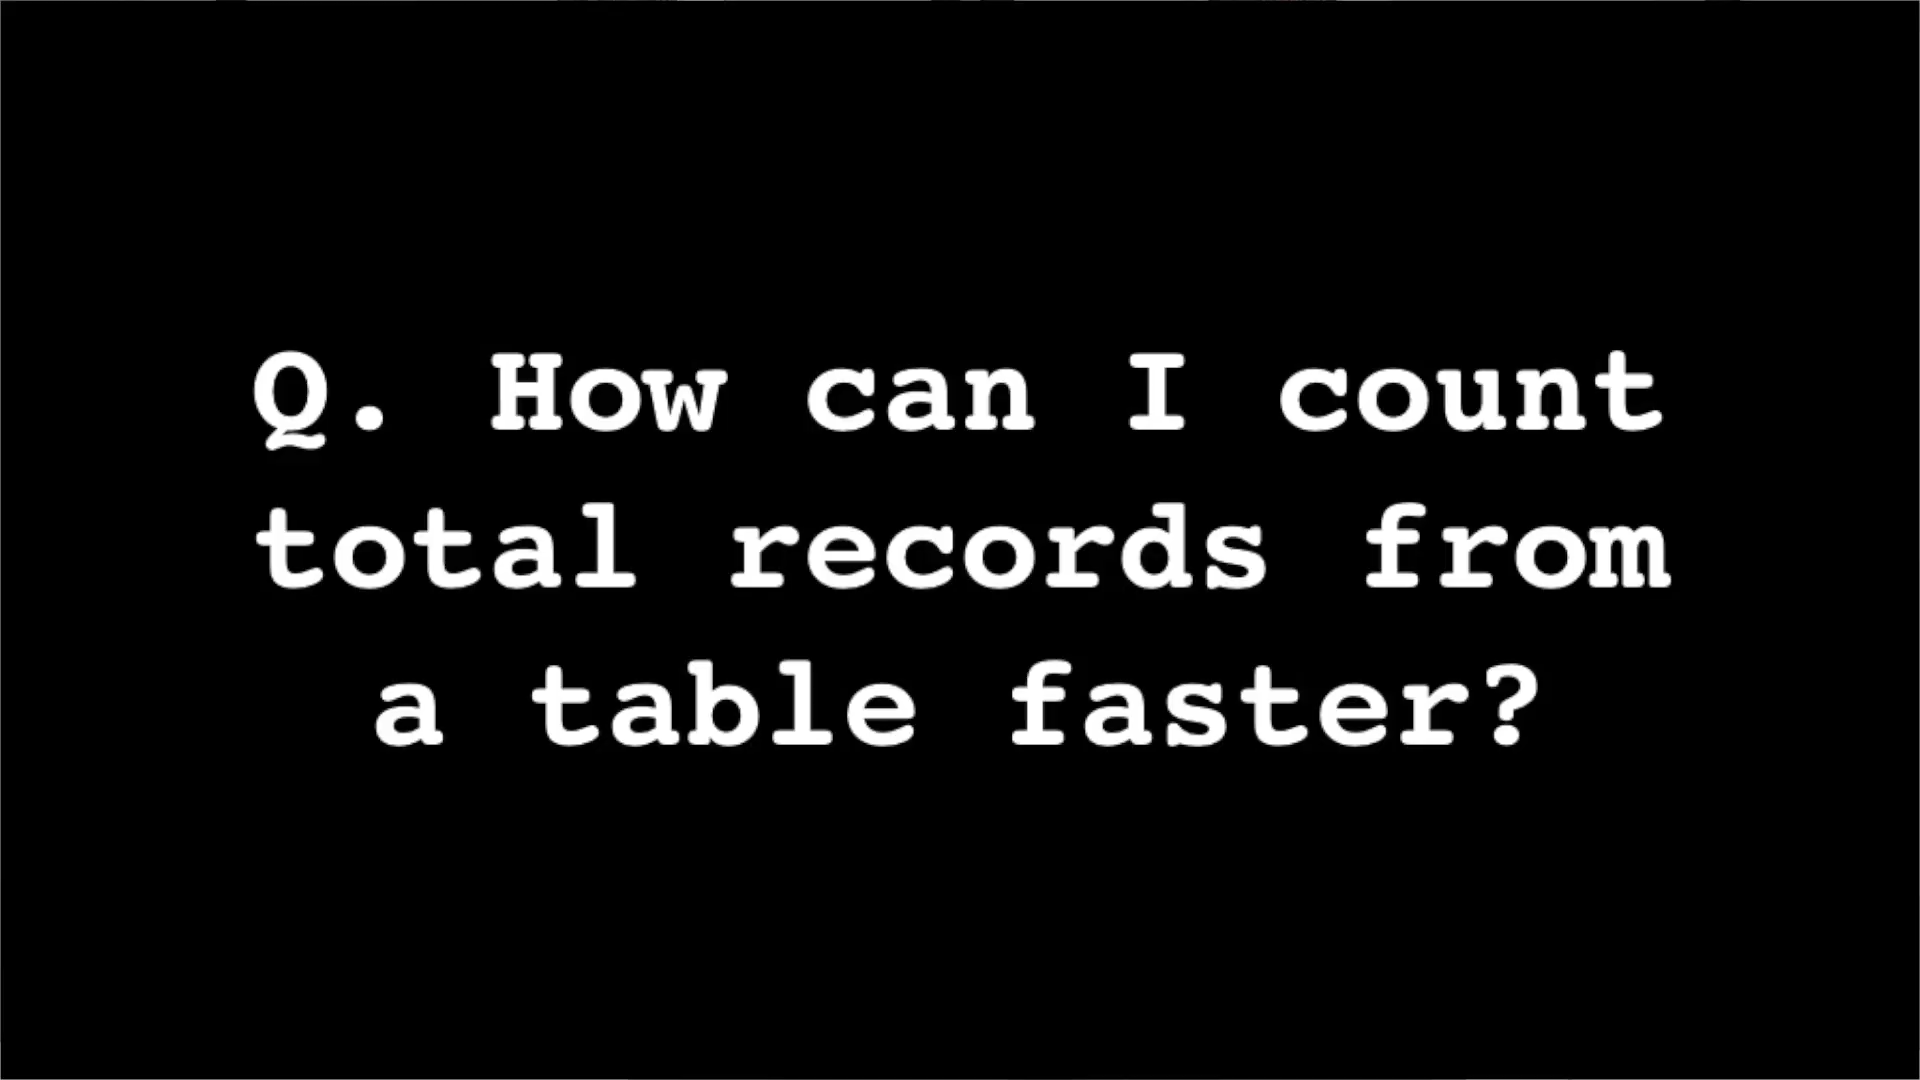 Q. How can I count
total records from
a table faster?